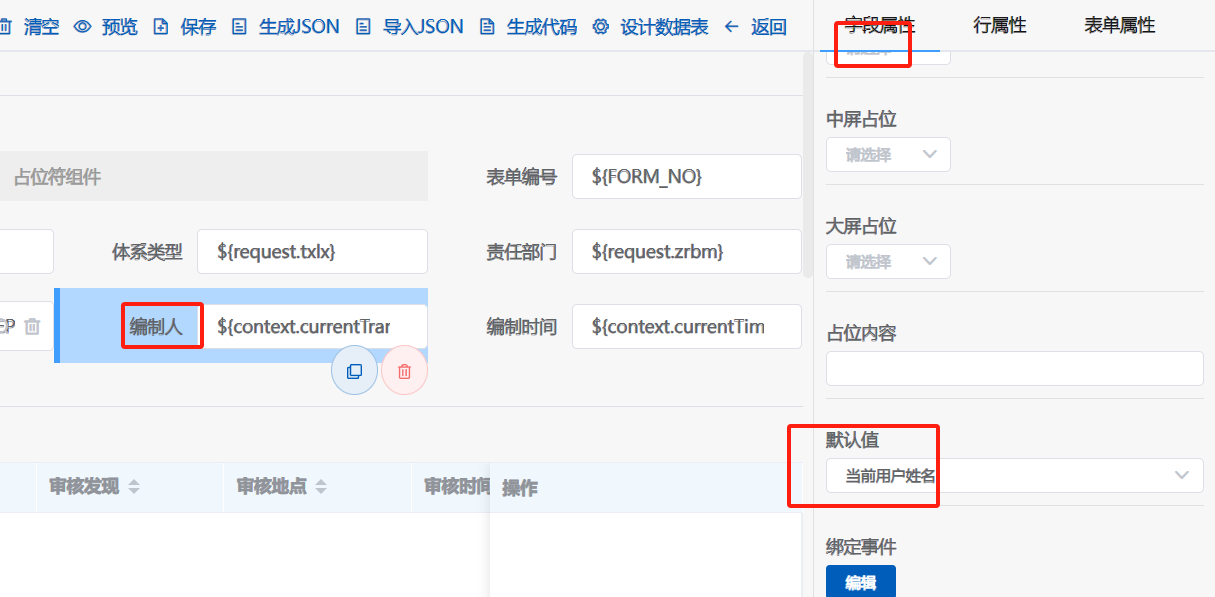 清空 预览 保存 生成JSON 导入JSON 生成代码 设计数据表 返回
字段属性 行属性 表单属性
请选择
中屏占位
请选择
占位符组件 表单编号 ${FORM_NO}
大屏占位
体系类型 ${request.txlx} 责任部门 ${request.zrbm}
请选择
编制人 ${context.currentTrar 编制时间 ${context.currentTim
占位内容
默认值
当前用户姓名
审核发现 审核地点 审核时间 操作
绑定事件
编辑